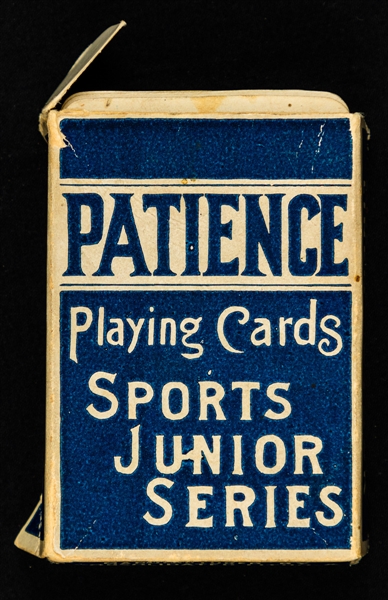 PATIENCE
Playing Cards
SPORTS
JUNIOR
SERIES